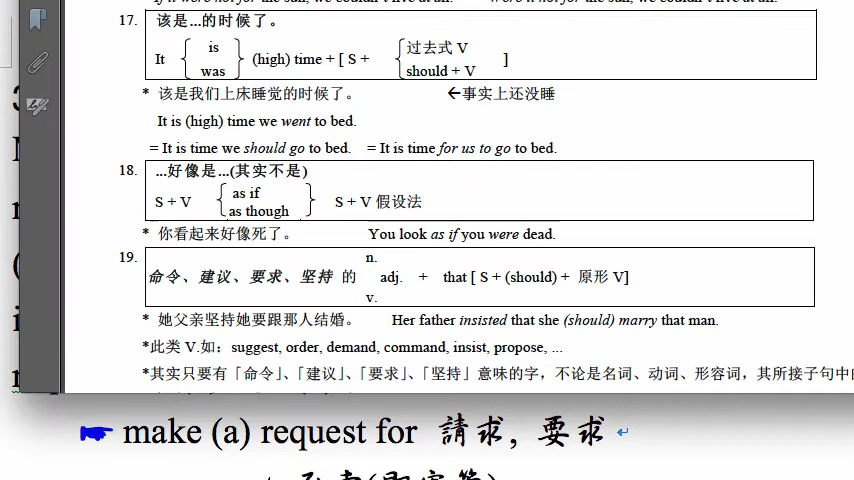 17. 该是...的时候了。
It { is was } (high) time + [ S + { 过去式 V should + V ]
* 该是我们上床睡觉的时候了。 ←事实上还没睡
It is (high) time we went to bed.
= It is time we should go to bed. = It is time for us to go to bed.
18. ...好像是...(其实不是)
S + V { as if as though } S + V 假设法
* 你看起来好像死了。 You look as if you were dead.
19. 命令、建议、要求、坚持 的 n. adj. v. + that [ S + (should) + 原形 V]
* 她父亲坚持她要跟那人结婚。 Her father insisted that she (should) marry that man.
*此类 V.如：suggest, order, demand, command, insist, propose, ...
*其实只要有「命令」、「建议」、「要求」、「坚持」意味的字，不论是名词、动词、形容词，其所接子句中
make (a) request for 請求, 要求